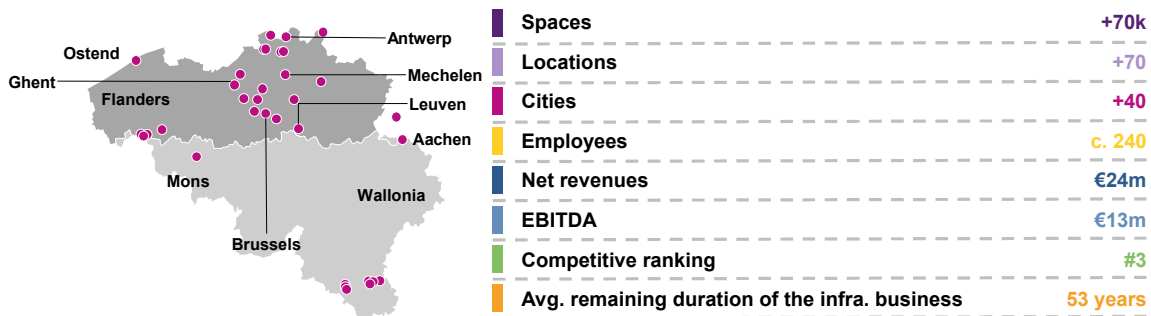 Ostend
Antwerp
Ghent
Mechelen
Flanders
Leuven
Aachen
Mons
Wallonia
Brussels
Spaces +70k
Locations +70
Cities +40
Employees c. 240
Net revenues €24m
EBITDA €13m
Competitive ranking #3
Avg. remaining duration of the infra. business 53 years